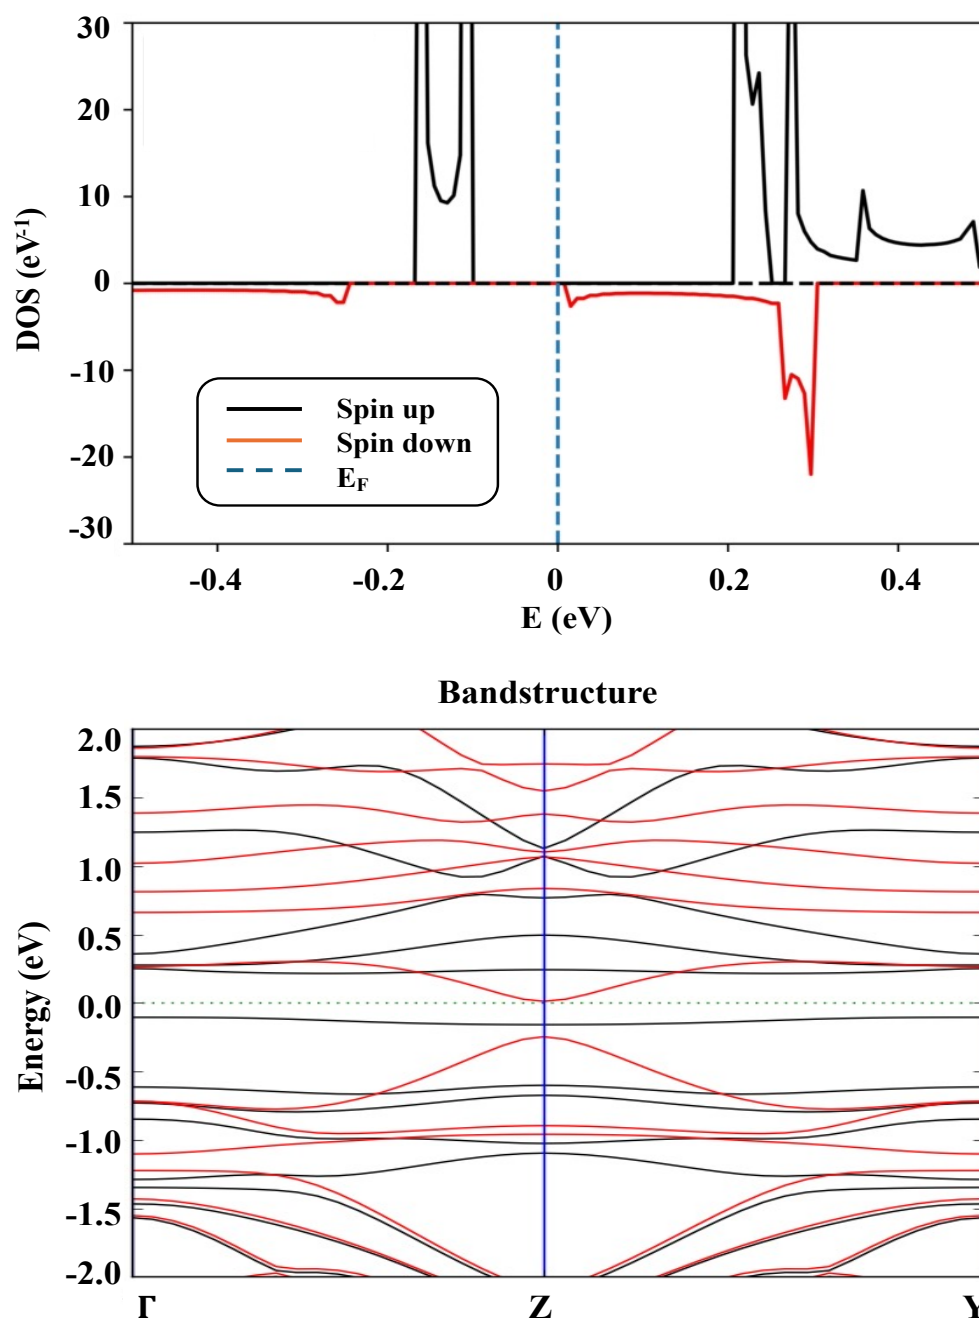 30
20
10
0
-10
-20
-30
DOS (eV⁻¹)
Spin up
Spin down
E_F
-0.4
-0.2
0
0.2
0.4
E (eV)
Bandstructure
2.0
1.5
1.0
0.5
0.0
-0.5
-1.0
-1.5
-2.0
Energy (eV)
Γ
Z
Y